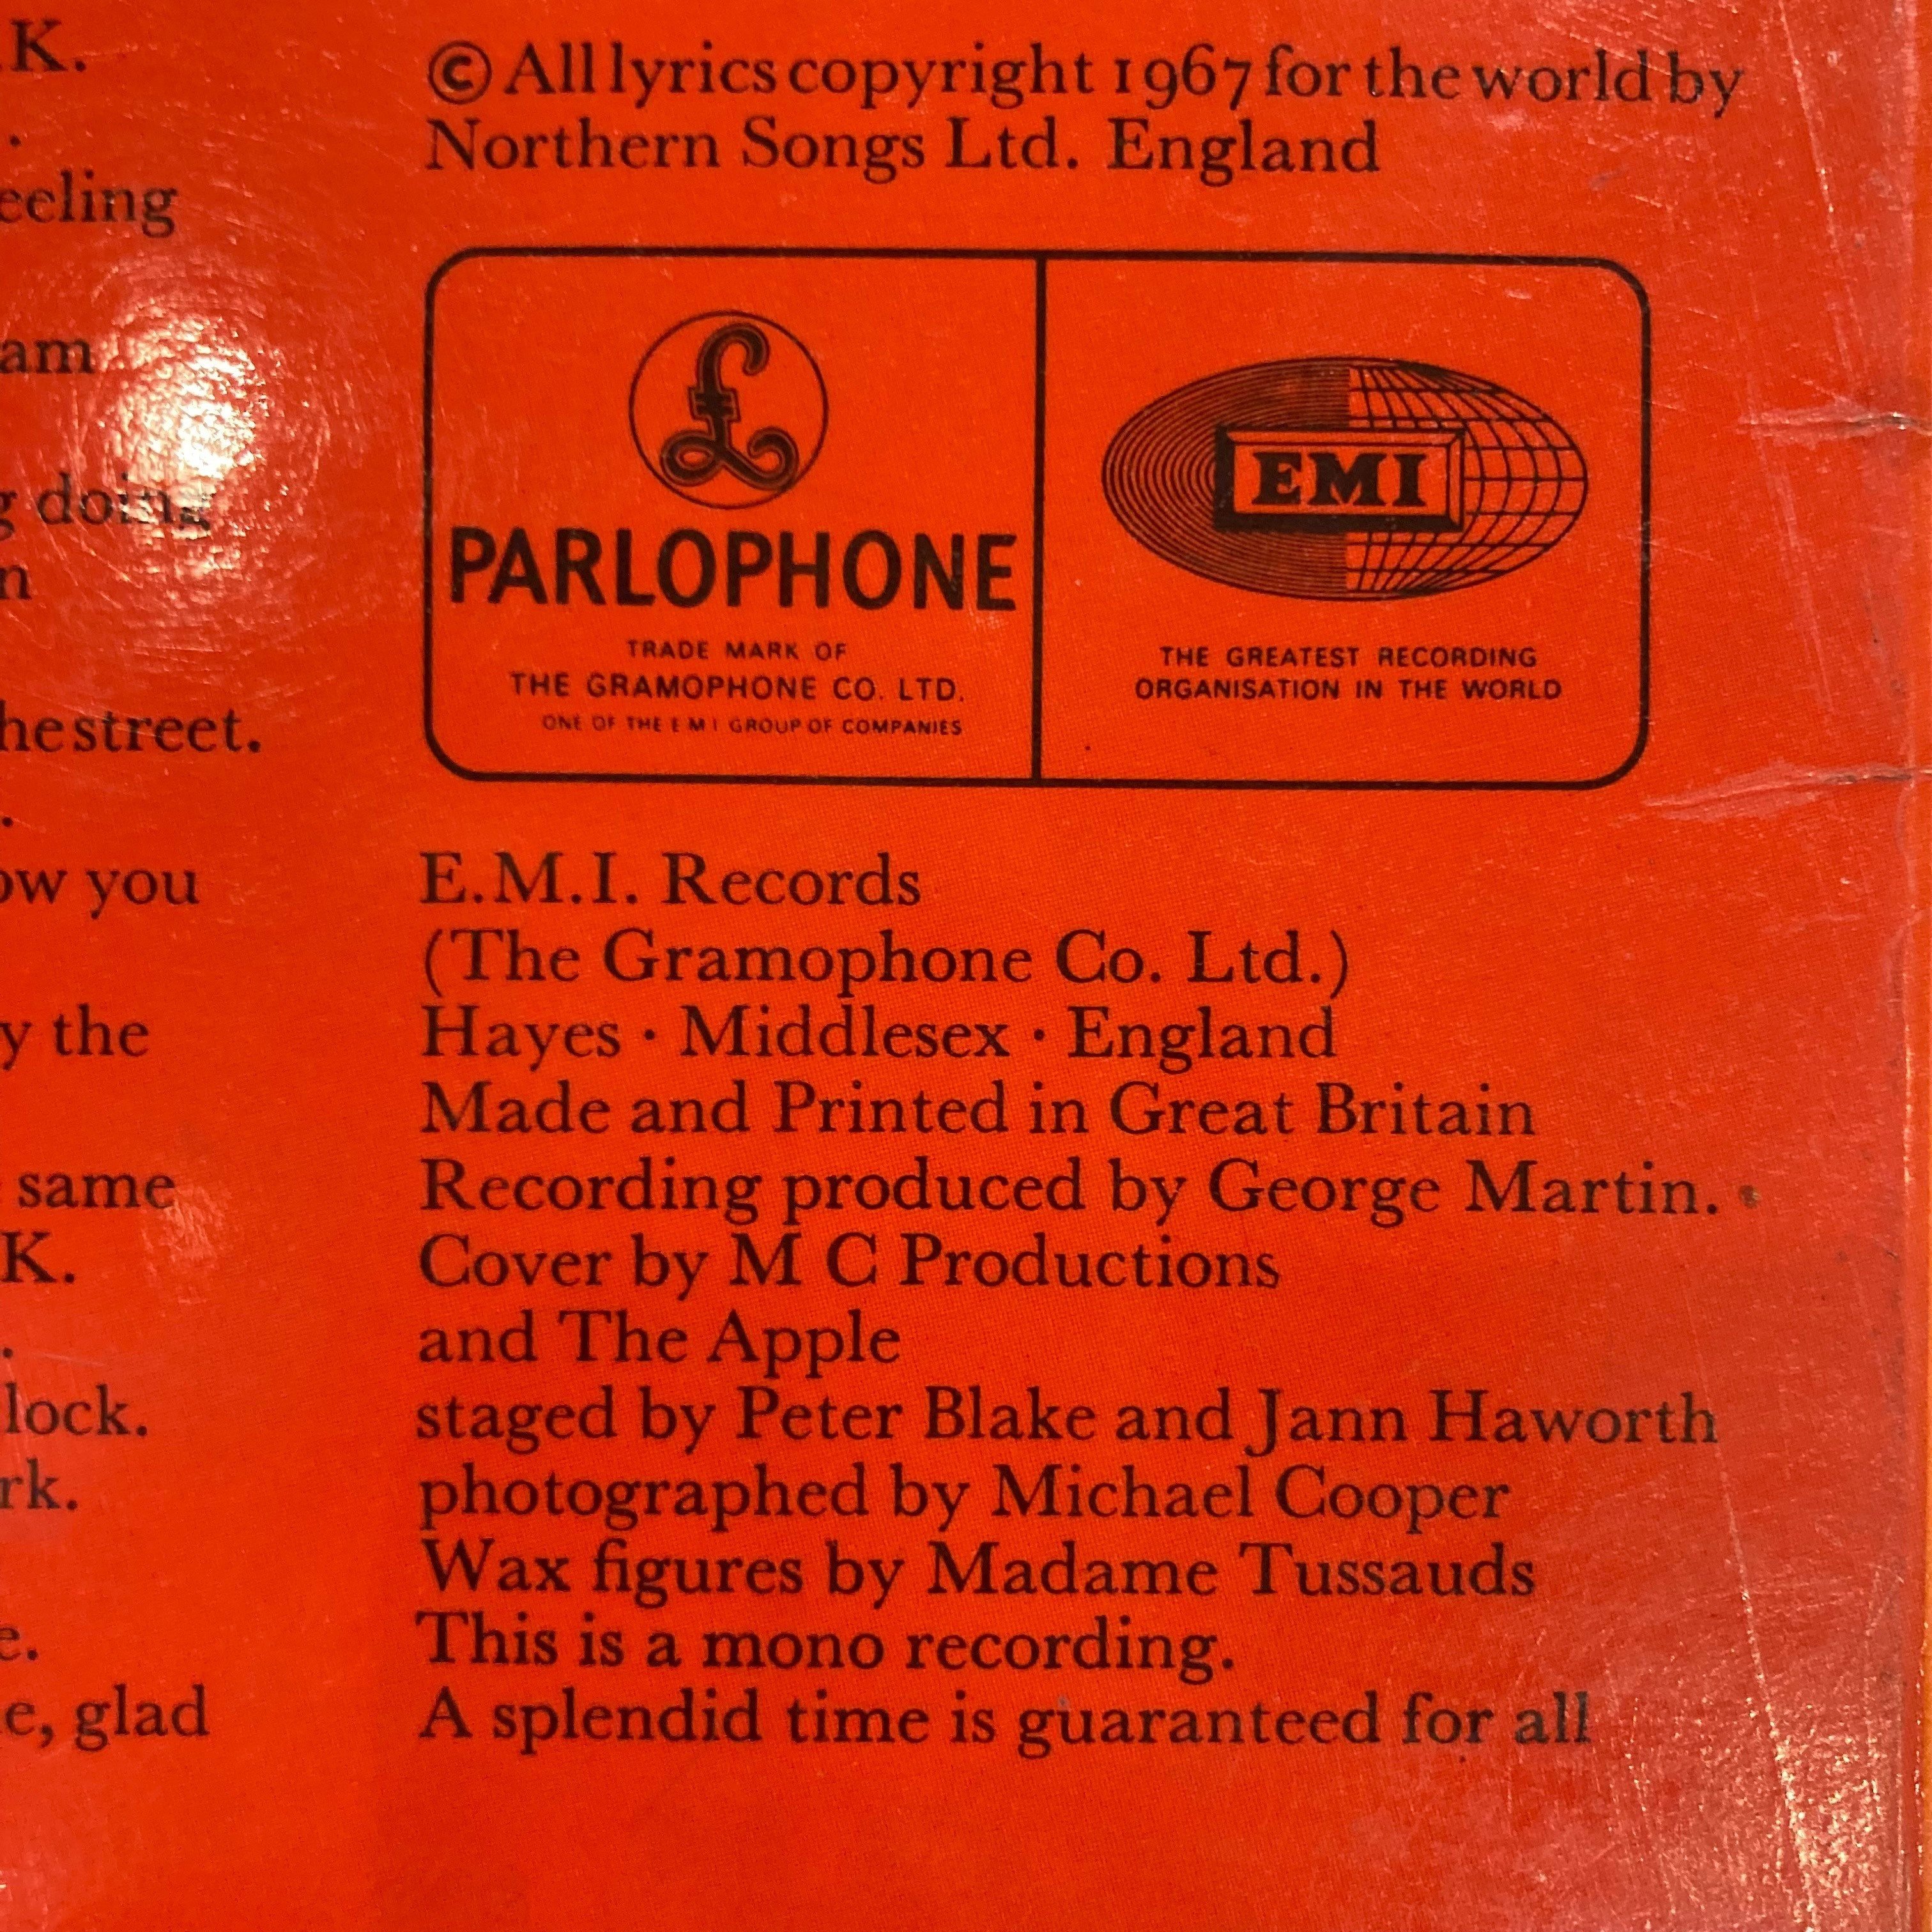 K.
.
eeling
am
g doing
n
he street.
.
ow you
y the
same
K.
.
lock.
rk.
e.
e, glad
© All lyrics copyright 1967 for the world by
Northern Songs Ltd. England
£
PARLOPHONE
TRADE MARK OF
THE GRAMOPHONE CO. LTD.
ONE OF THE E M I GROUP OF COMPANIES
EMI
THE GREATEST RECORDING
ORGANISATION IN THE WORLD
E.M.I. Records
(The Gramophone Co. Ltd.)
Hayes · Middlesex · England
Made and Printed in Great Britain
Recording produced by George Martin.
Cover by M C Productions
and The Apple
staged by Peter Blake and Jann Haworth
photographed by Michael Cooper
Wax figures by Madame Tussauds
This is a mono recording.
A splendid time is guaranteed for all